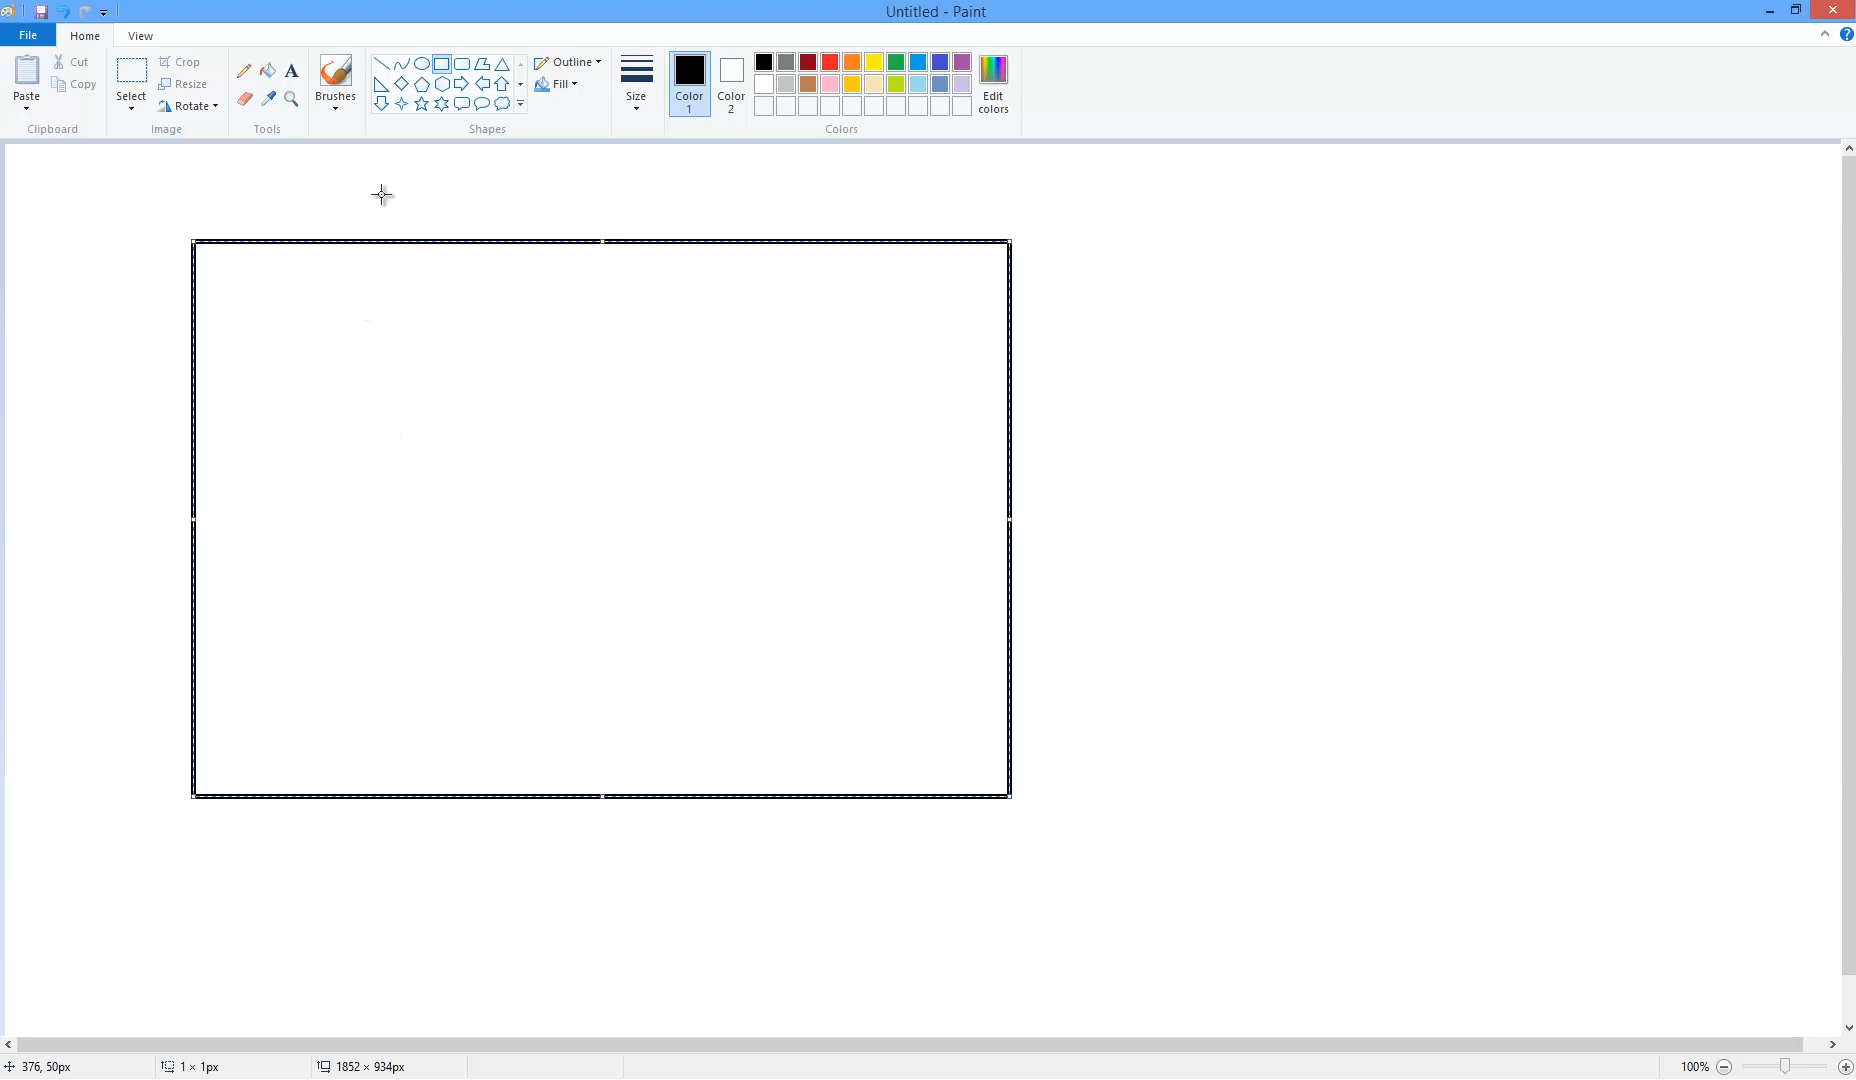 Untitled - Paint
File Home View
Paste
Cut
Copy
Clipboard
Select
Crop
Resize
Rotate
Image
A
Tools
Brushes
Outline
Fill
Shapes
Size
Color 1
Color 2
Edit colors
Colors
376, 50px
1 × 1px
1852 × 934px
100%